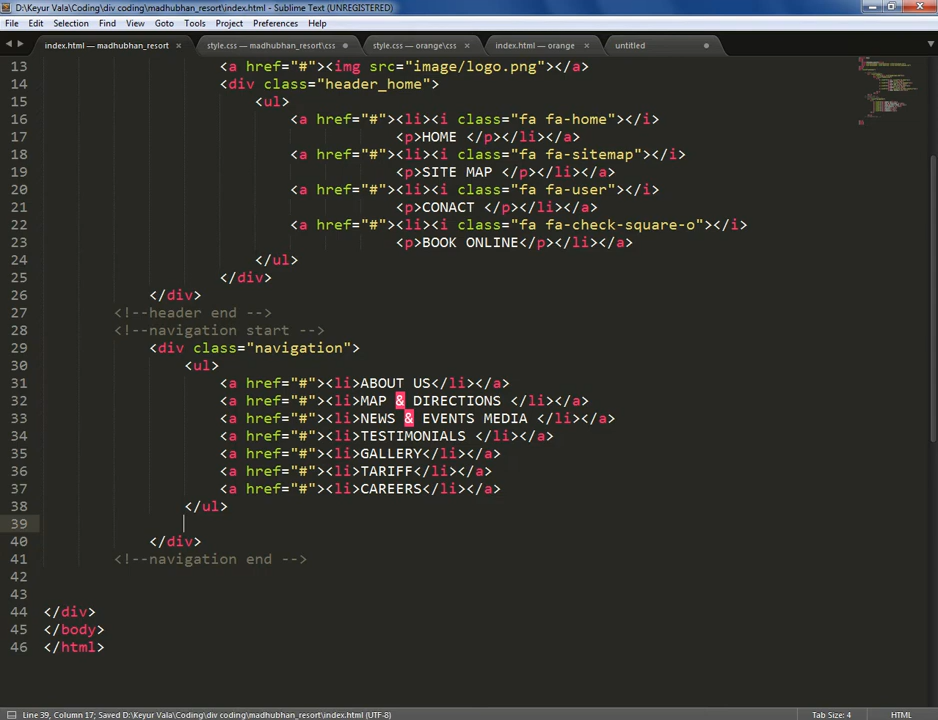 D:\Keyur Vala\Coding\div coding\madhubhan_resort\index.html - Sublime Text (UNREGISTERED)
File Edit Selection Find View Goto Tools Project Preferences Help
index.html — madhubhan_resort × style.css — madhubhan_resort\css style.css — orange\css × index.html — orange × untitled
13 <a href="#"><img src="image/logo.png"></a>
14 <div class="header_home">
15 <ul>
16 <a href="#"><li><i class="fa fa-home"></i>
17 <p>HOME </p></li></a>
18 <a href="#"><li><i class="fa fa-sitemap"></i>
19 <p>SITE MAP </p></li></a>
20 <a href="#"><li><i class="fa fa-user"></i>
21 <p>CONACT </p></li></a>
22 <a href="#"><li><i class="fa fa-check-square-o"></i>
23 <p>BOOK ONLINE</p></li></a>
24 </ul>
25 </div>
26 </div>
27 <!--header end -->
28 <!--navigation start -->
29 <div class="navigation">
30 <ul>
31 <a href="#"><li>ABOUT US</li></a>
32 <a href="#"><li>MAP & DIRECTIONS </li></a>
33 <a href="#"><li>NEWS & EVENTS MEDIA </li></a>
34 <a href="#"><li>TESTIMONIALS </li></a>
35 <a href="#"><li>GALLERY</li></a>
36 <a href="#"><li>TARIFF</li></a>
37 <a href="#"><li>CAREERS</li></a>
38 </ul>
39
40 </div>
41 <!--navigation end -->
42
43
44 </div>
45 </body>
46 </html>
Line 39, Column 17; Saved D:\Keyur Vala\Coding\div coding\madhubhan_resort\index.html (UTF-8) Tab Size: 4 HTML